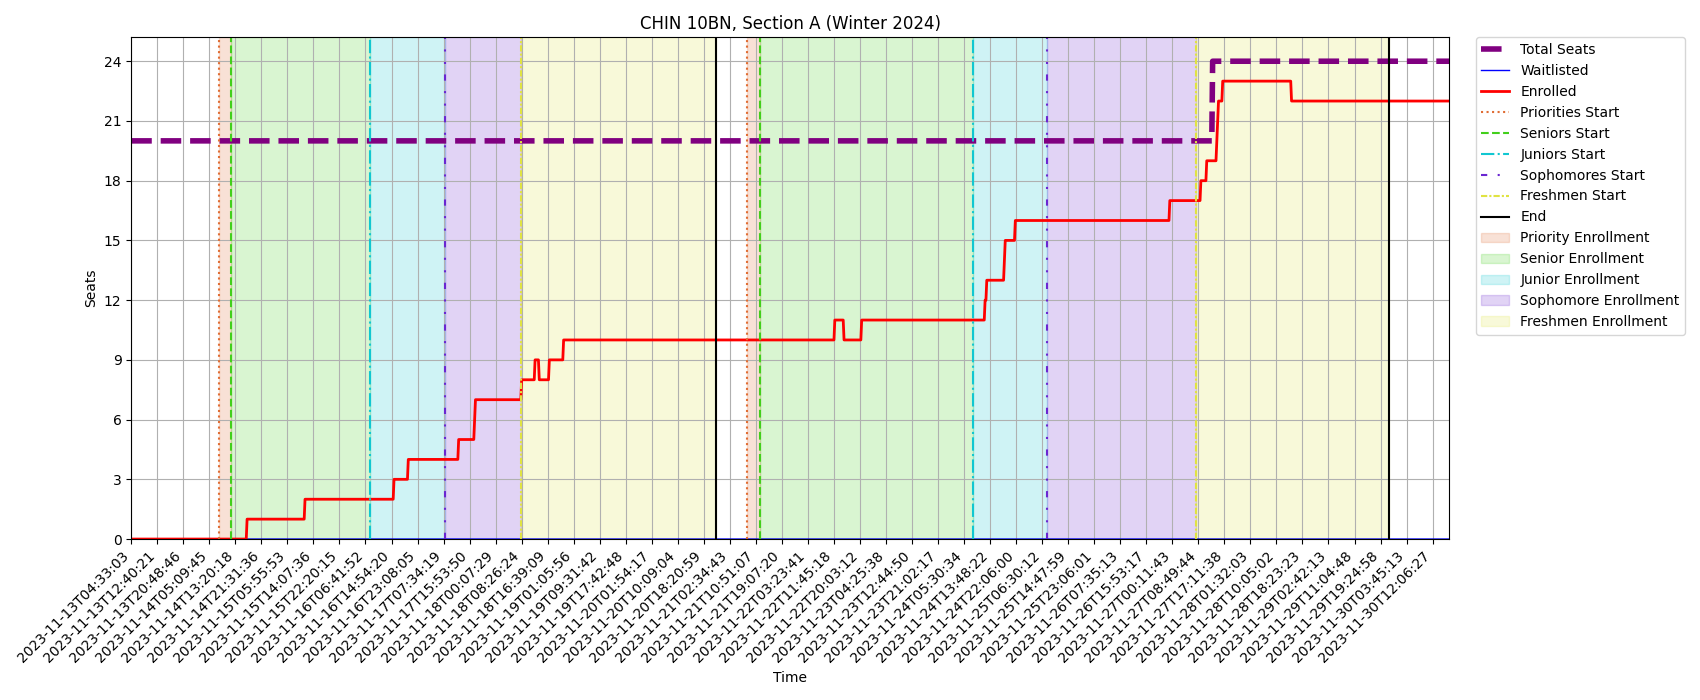 CHIN 10BN, Section A (Winter 2024)
Seats
24
21
18
15
12
9
6
3
0
2023-11-13T04:33:03
2023-11-13T12:40:21
2023-11-13T20:48:46
2023-11-14T05:09:45
2023-11-14T13:20:18
2023-11-14T21:31:36
2023-11-15T05:55:53
2023-11-15T14:07:36
2023-11-15T22:20:15
2023-11-16T06:41:52
2023-11-16T14:54:20
2023-11-16T23:08:05
2023-11-17T07:34:19
2023-11-17T15:53:50
2023-11-18T00:07:29
2023-11-18T08:26:24
2023-11-18T16:39:09
2023-11-19T01:05:56
2023-11-19T09:31:42
2023-11-19T17:42:48
2023-11-20T01:54:17
2023-11-20T10:09:04
2023-11-20T18:20:59
2023-11-21T02:34:43
2023-11-21T10:51:07
2023-11-21T19:07:20
2023-11-22T03:23:41
2023-11-22T11:45:18
2023-11-22T20:03:12
2023-11-23T04:25:38
2023-11-23T12:44:50
2023-11-23T21:02:17
2023-11-24T05:30:34
2023-11-24T13:48:22
2023-11-24T22:06:00
2023-11-25T06:30:12
2023-11-25T14:47:59
2023-11-25T23:06:01
2023-11-26T07:35:13
2023-11-26T15:53:17
2023-11-27T00:11:43
2023-11-27T08:49:44
2023-11-27T17:11:38
2023-11-28T01:32:03
2023-11-28T10:05:02
2023-11-28T18:23:23
2023-11-29T02:42:13
2023-11-29T11:04:48
2023-11-29T19:24:58
2023-11-30T03:45:13
2023-11-30T12:06:27
Time
Total Seats
Waitlisted
Enrolled
Priorities Start
Seniors Start
Juniors Start
Sophomores Start
Freshmen Start
End
Priority Enrollment
Senior Enrollment
Junior Enrollment
Sophomore Enrollment
Freshmen Enrollment